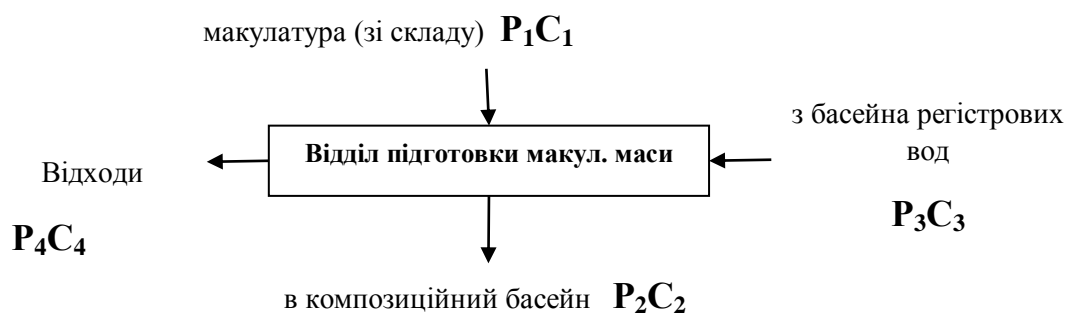 макулатура (зі складу) P₁C₁
з басейна регістрових
вод
P₃C₃
Відділ підготовки макул. маси
Відходи
P₄C₄
в композиційний басейн P₂C₂